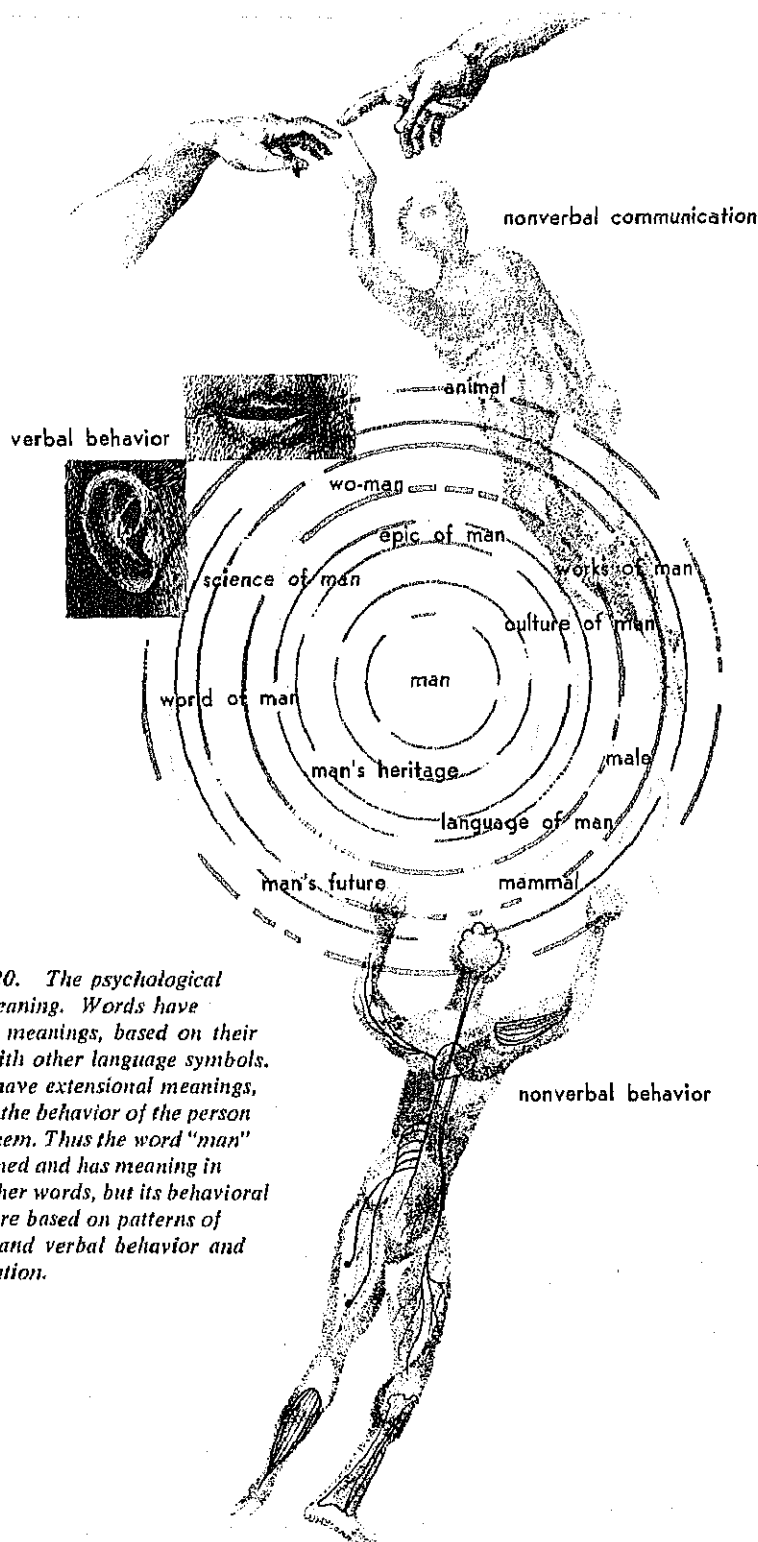 nonverbal communication
animal
verbal behavior
wo-man
epic of man
science of man
works of man
culture of man
man
world of man
male
man's heritage
language of man
man's future
mammal
20. The psychological
Words have
meanings, based on their
with other language symbols.
have extensional meanings,
the behavior of the person
Thus the word "man"
and has meaning in
words, but its behavioral
based on patterns of
and verbal behavior and
nonverbal behavior